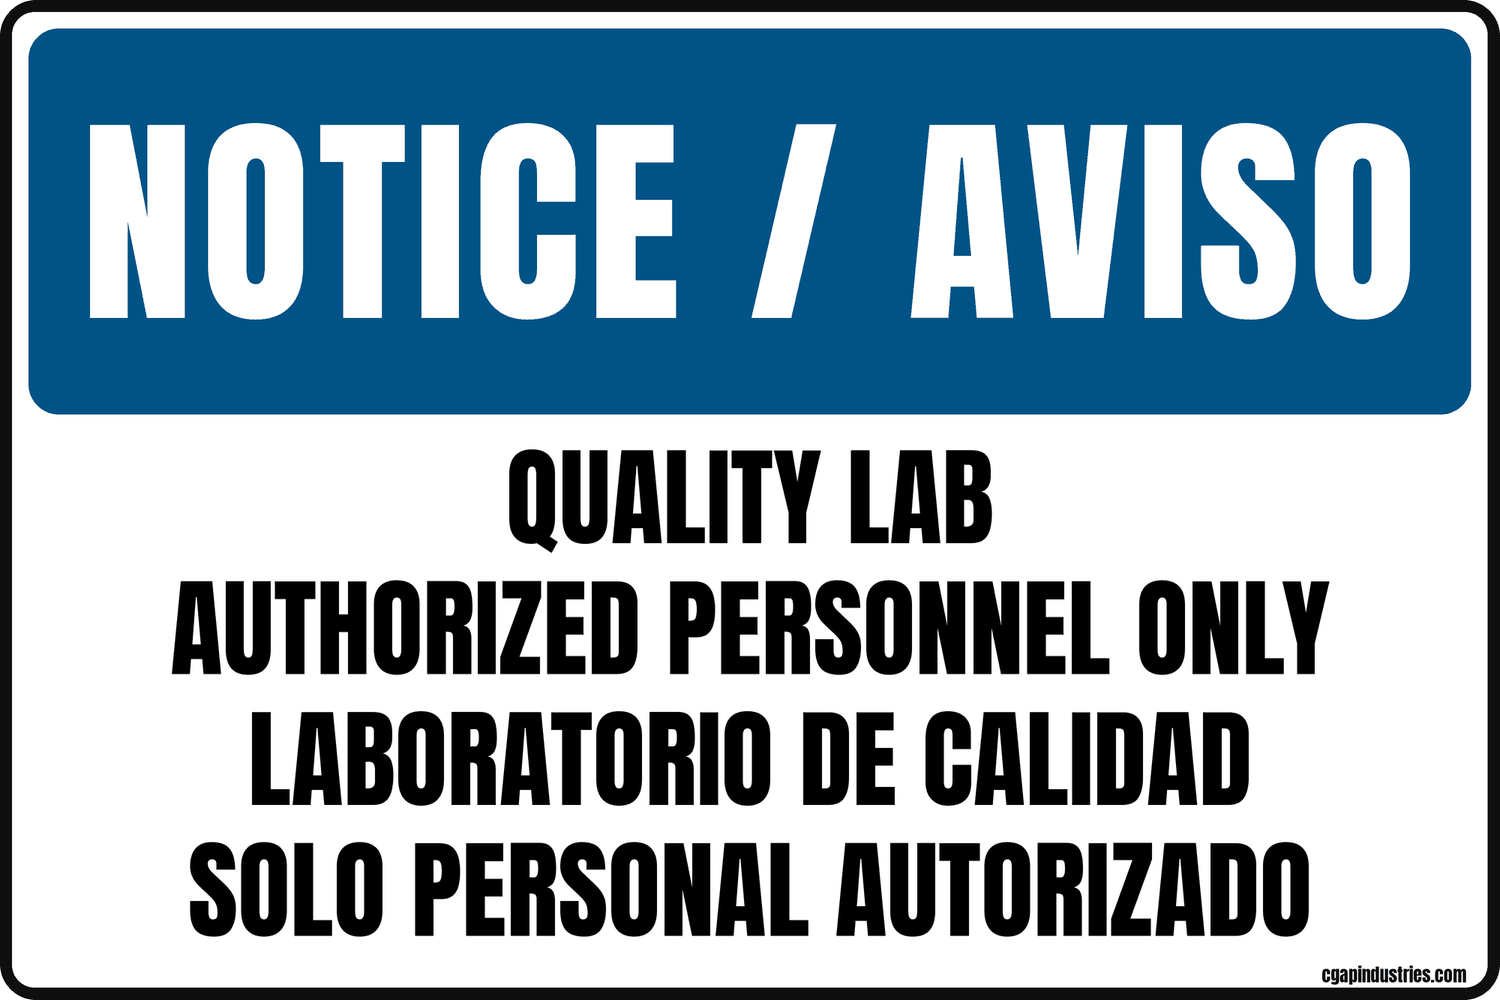 NOTICE / AVISO
QUALITY LAB
AUTHORIZED PERSONNEL ONLY
LABORATORIO DE CALIDAD
SOLO PERSONAL AUTORIZADO
cgapindustries.com